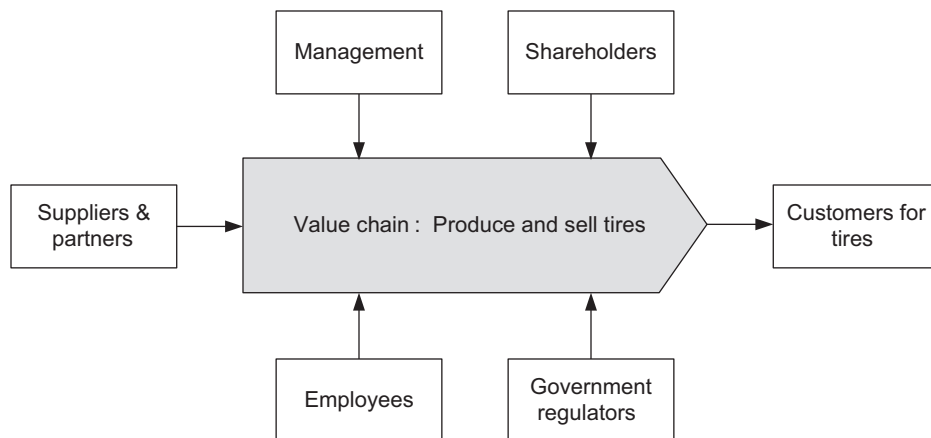 Management
Shareholders
Suppliers &
partners
Value chain : Produce and sell tires
Customers for
tires
Employees
Government
regulators